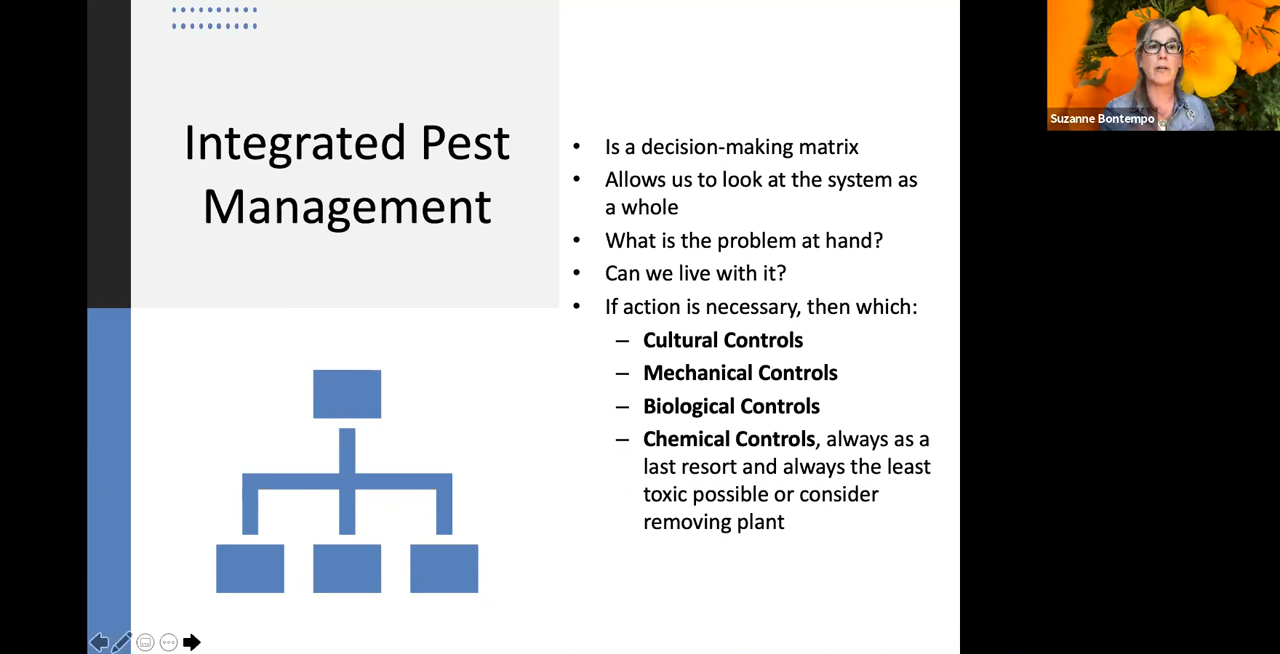 Integrated Pest
Management
• Is a decision-making matrix
• Allows us to look at the system as
a whole
• What is the problem at hand?
• Can we live with it?
• If action is necessary, then which:
– Cultural Controls
– Mechanical Controls
– Biological Controls
– Chemical Controls, always as a
last resort and always the least
toxic possible or consider
removing plant
Suzanne Bontempo